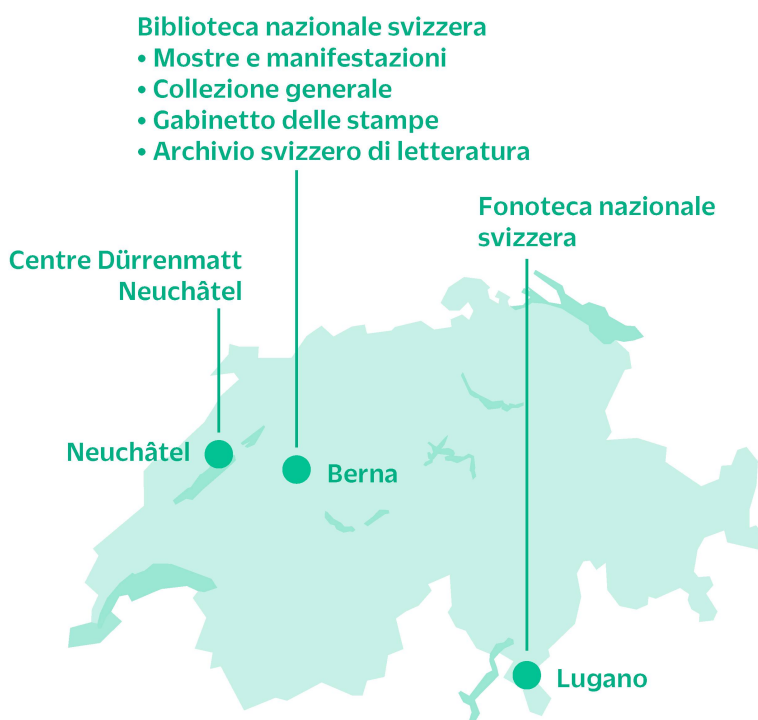 Biblioteca nazionale svizzera
• Mostre e manifestazioni
• Collezione generale
• Gabinetto delle stampe
• Archivio svizzero di letteratura
Fonoteca nazionale
svizzera
Centre Dürrenmatt
Neuchâtel
Neuchâtel
Berna
Lugano